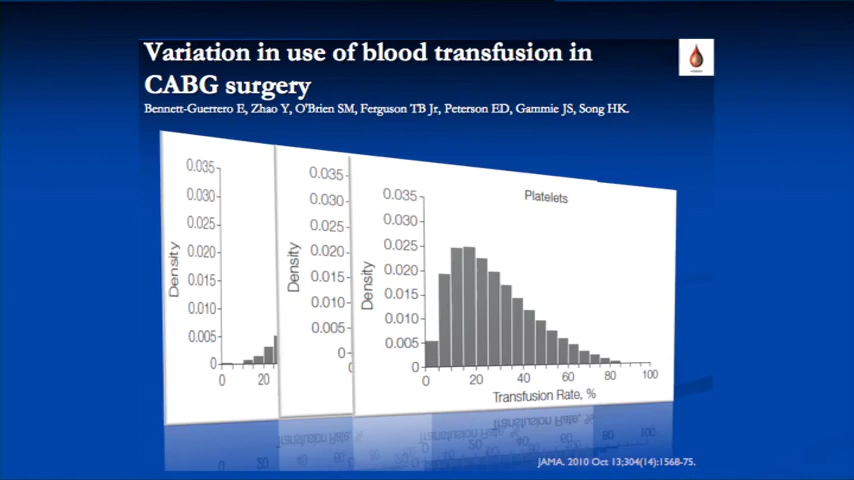 Variation in use of blood transfusion in
CABG surgery
Bennett-Guerrero E, Zhao Y, O'Brien SM, Ferguson TB Jr, Peterson ED, Gammie JS, Song HK.
0.035
0.030
0.025
0.020
0.015
0.010
0.005
0
Density
0
20
0.035
0.030
0.025
0.020
0.015
0.010
0.005
0
Density
Platelets
0.035
0.030
0.025
0.020
0.015
0.010
0.005
0
Density
0 20 40 60 80 100
Transfusion Rate, %
JAMA. 2010 Oct 13;304(14):1568-75.